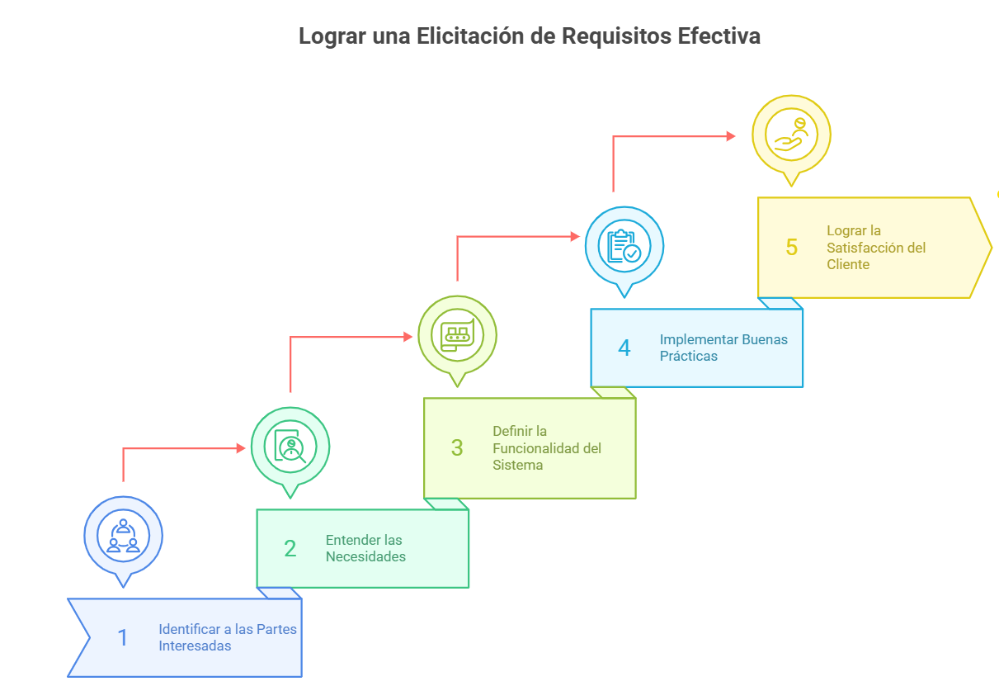 Lograr una Elicitación de Requisitos Efectiva
5
Lograr la
Satisfacción del
Cliente
4
Implementar Buenas
Prácticas
3
Definir la
Funcionalidad del
Sistema
2
Entender las
Necesidades
1
Identificar a las Partes
Interesadas